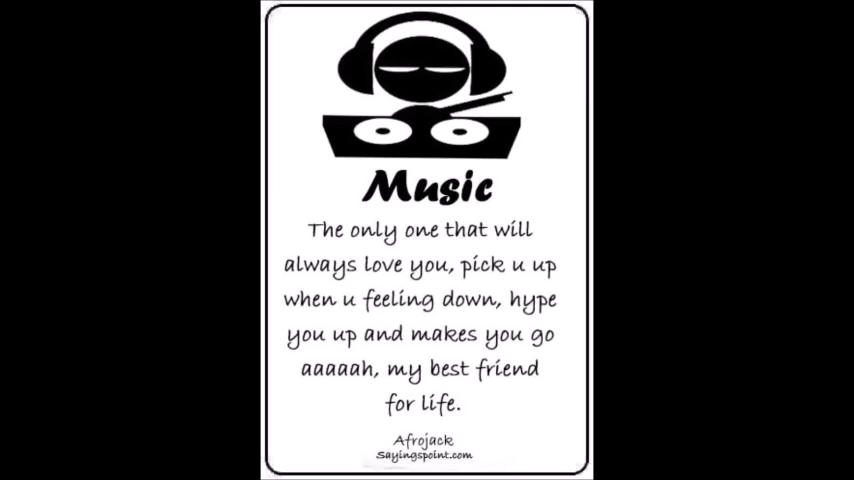 Music
The only one that will
always love you, pick u up
when u feeling down, hype
you up and makes you go
aaaaah, my best friend
for life.
Afrojack
Sayingspoint.com